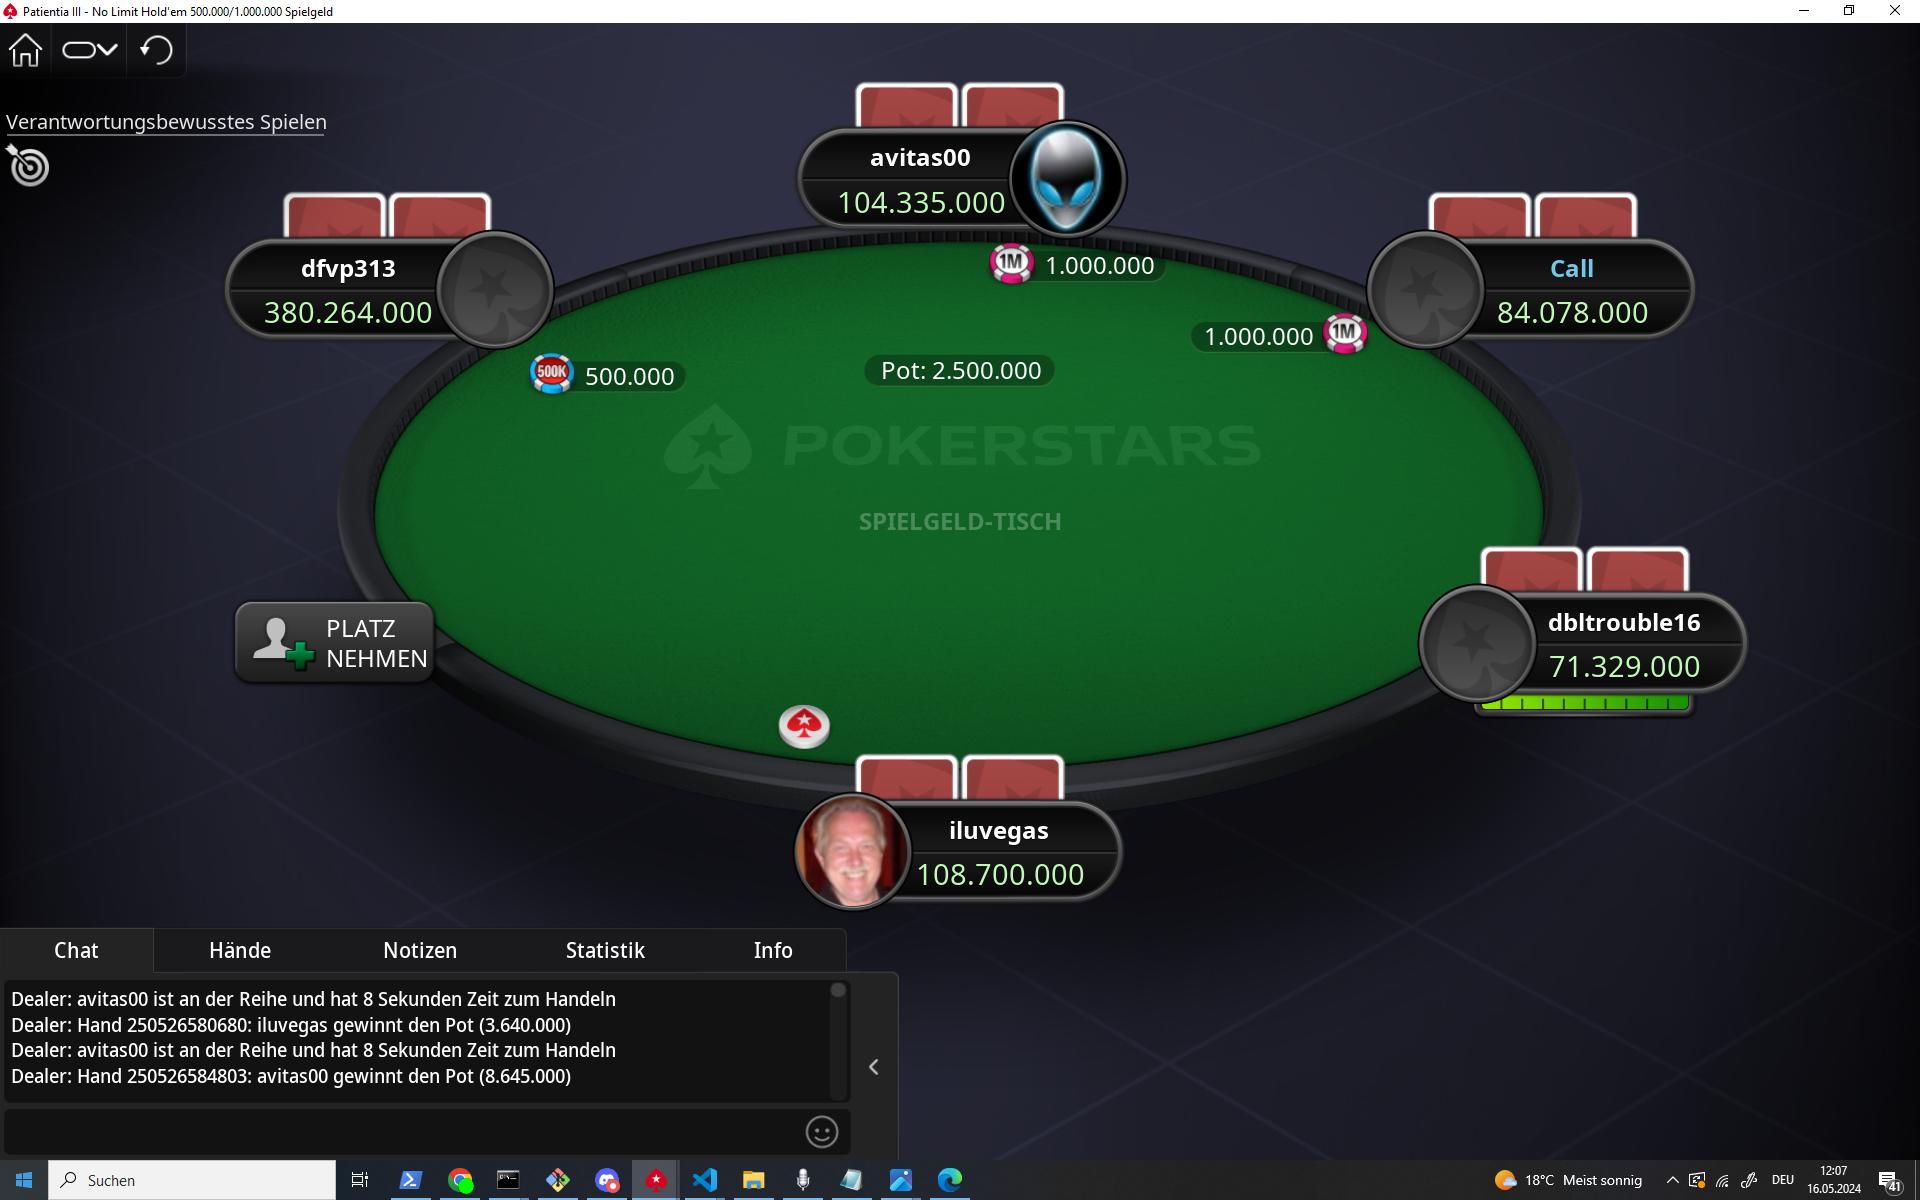 Patientia III - No Limit Hold'em 500.000/1.000.000 Spielgeld
Verantwortungsbewusstes Spielen
avitas00
104.335.000
dfvp313
380.264.000
Call
84.078.000
1M 1.000.000
1.000.000 1M
500K 500.000
Pot: 2.500.000
POKERSTARS
SPIELGELD-TISCH
PLATZ
NEHMEN
dbltrouble16
71.329.000
iluvegas
108.700.000
Chat Hände Notizen Statistik Info
Dealer: avitas00 ist an der Reihe und hat 8 Sekunden Zeit zum Handeln
Dealer: Hand 250526580680: iluvegas gewinnt den Pot (3.640.000)
Dealer: avitas00 ist an der Reihe und hat 8 Sekunden Zeit zum Handeln
Dealer: Hand 250526584803: avitas00 gewinnt den Pot (8.645.000)
Suchen
18°C Meist sonnig
DEU
12:07
16.05.2024
41